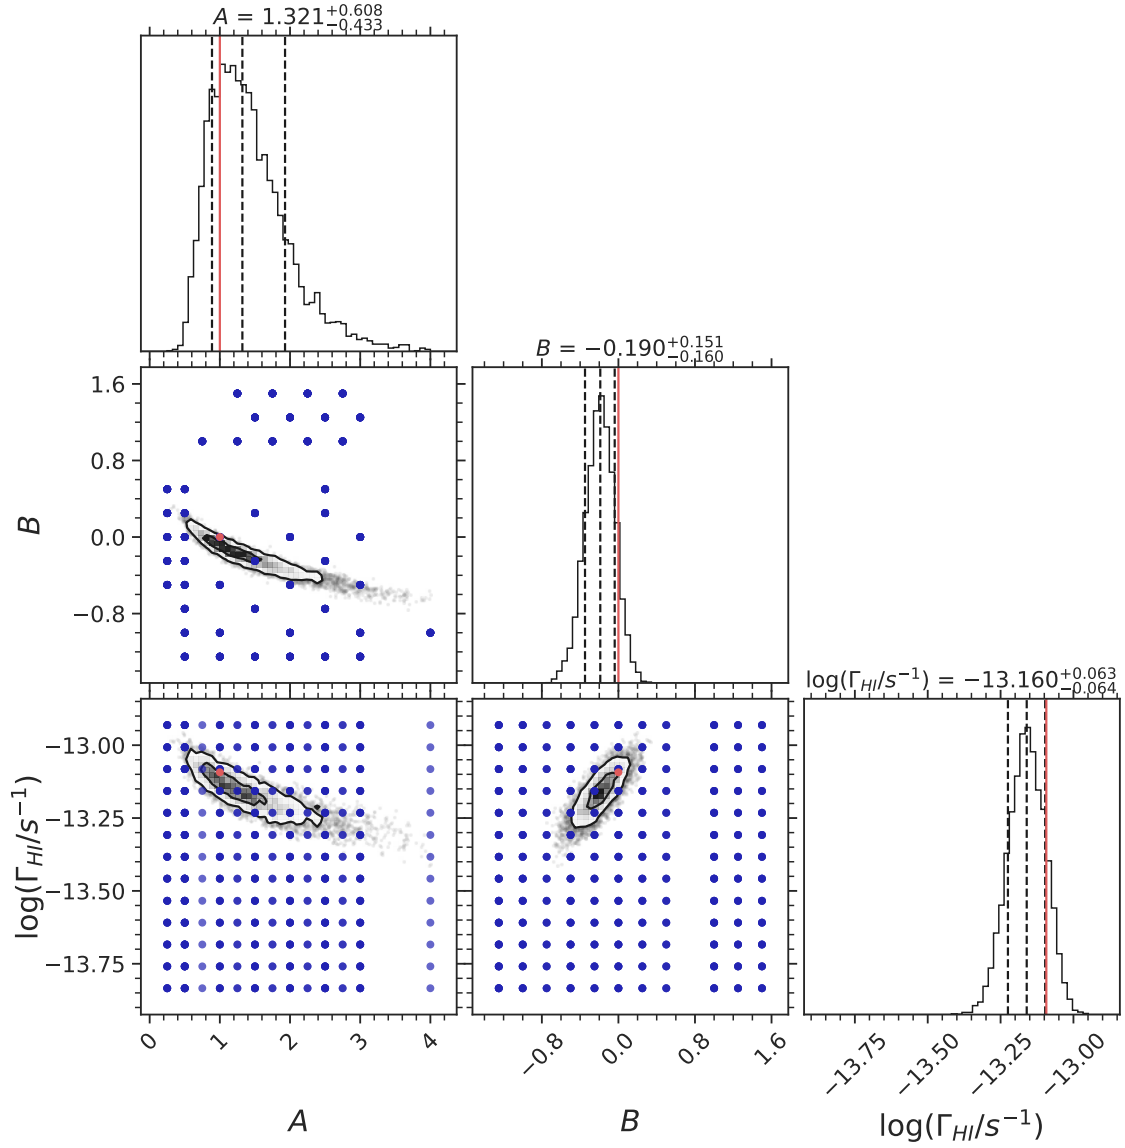 A = 1.321+0.608 −0.433
1.6
0.8
0.0
−0.8
B
B = −0.190+0.151 −0.160
−13.00
−13.25
−13.50
−13.75
log(Γ_HI/s⁻¹)
log(Γ_HI/s⁻¹) = −13.160+0.063 −0.064
0 1 2 3 4
−0.8 0.0 0.8 1.6
−13.75 −13.50 −13.25 −13.00
A
B
log(Γ_HI/s⁻¹)